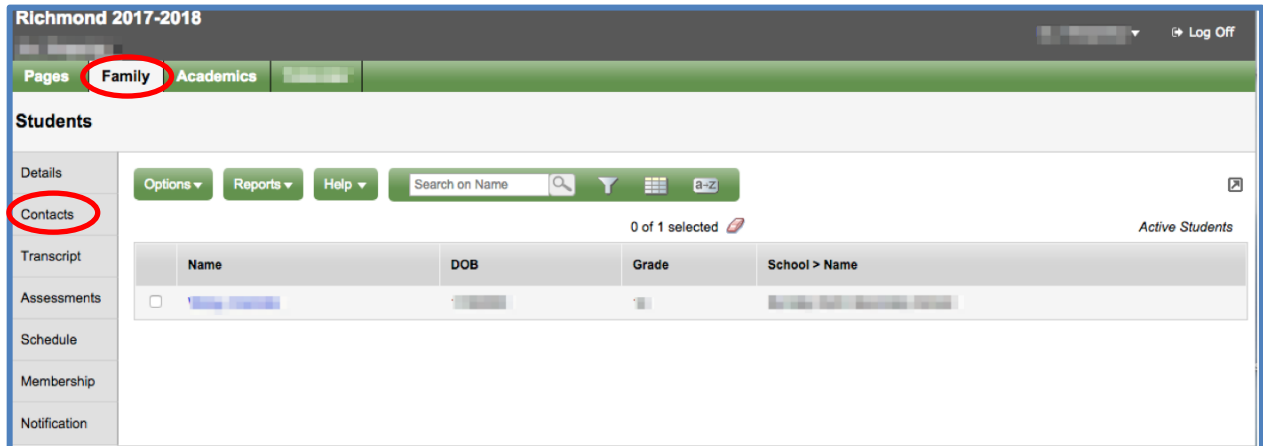 Richmond 2017-2018
Log Off
Pages Family Academics
Students
Details
Contacts
Transcript
Assessments
Schedule
Membership
Notification
Options Reports Help Search on Name a-z
0 of 1 selected Active Students
Name DOB Grade School > Name